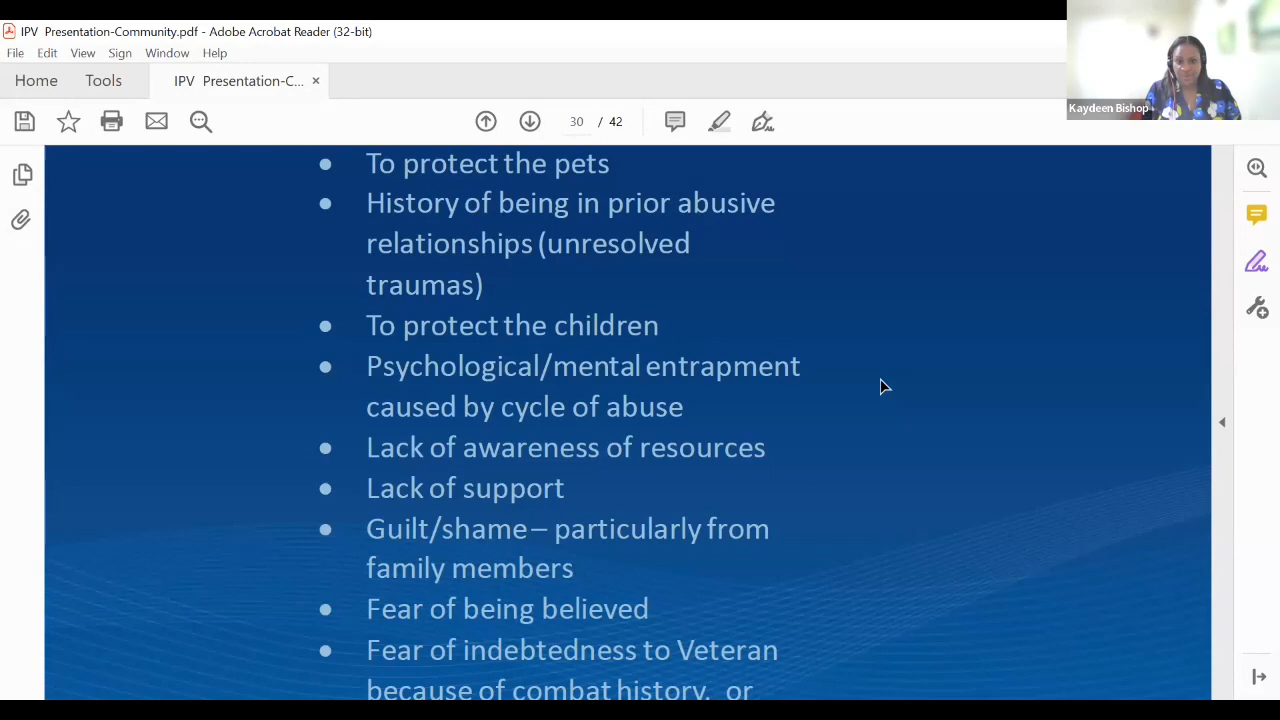 IPV Presentation-Community.pdf - Adobe Acrobat Reader (32-bit)
File Edit View Sign Window Help
Home Tools IPV Presentation-C... ×
30 / 42
Kaydeen Bishop
• To protect the pets
• History of being in prior abusive
relationships (unresolved
traumas)
• To protect the children
• Psychological/mental entrapment
caused by cycle of abuse
• Lack of awareness of resources
• Lack of support
• Guilt/shame – particularly from
family members
• Fear of being believed
• Fear of indebtedness to Veteran
because of combat history, or